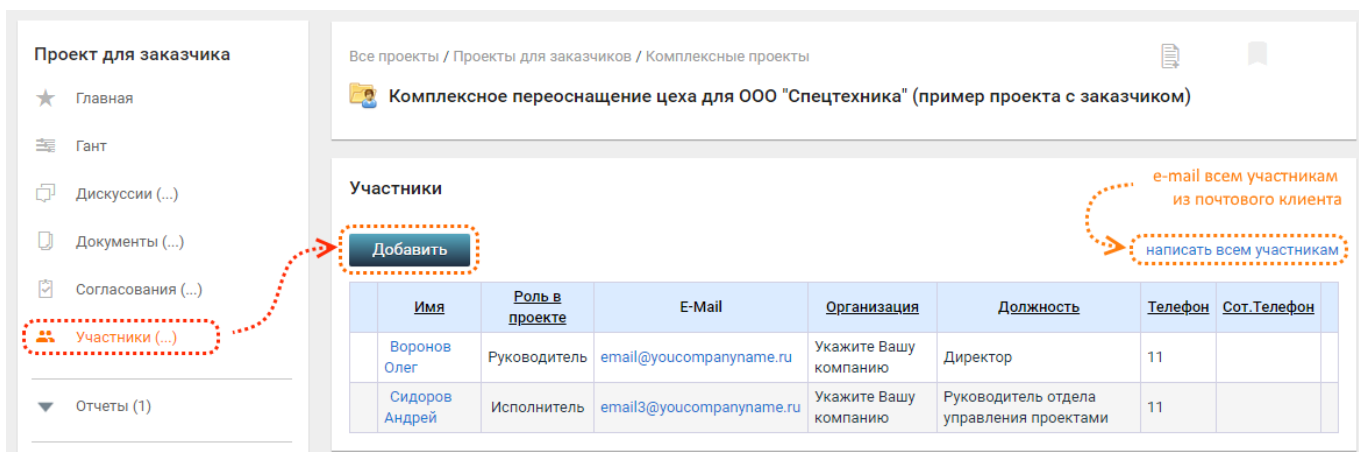 Проект для заказчика
Главная
Гант
Дискуссии (...)
Документы (...)
Согласования (...)
Участники (...)
Отчеты (1)
Все проекты / Проекты для заказчиков / Комплексные проекты
Комплексное переоснащение цеха для ООО "Спецтехника" (пример проекта с заказчиком)
Участники
e-mail всем участникам
из почтового клиента
Добавить
написать всем участникам
Имя Роль в проекте E-Mail Организация Должность Телефон Сот.Телефон
Воронов Олег Руководитель email@youcompanyname.ru Укажите Вашу компанию Директор 11
Сидоров Андрей Исполнитель email3@youcompanyname.ru Укажите Вашу компанию Руководитель отдела управления проектами 11